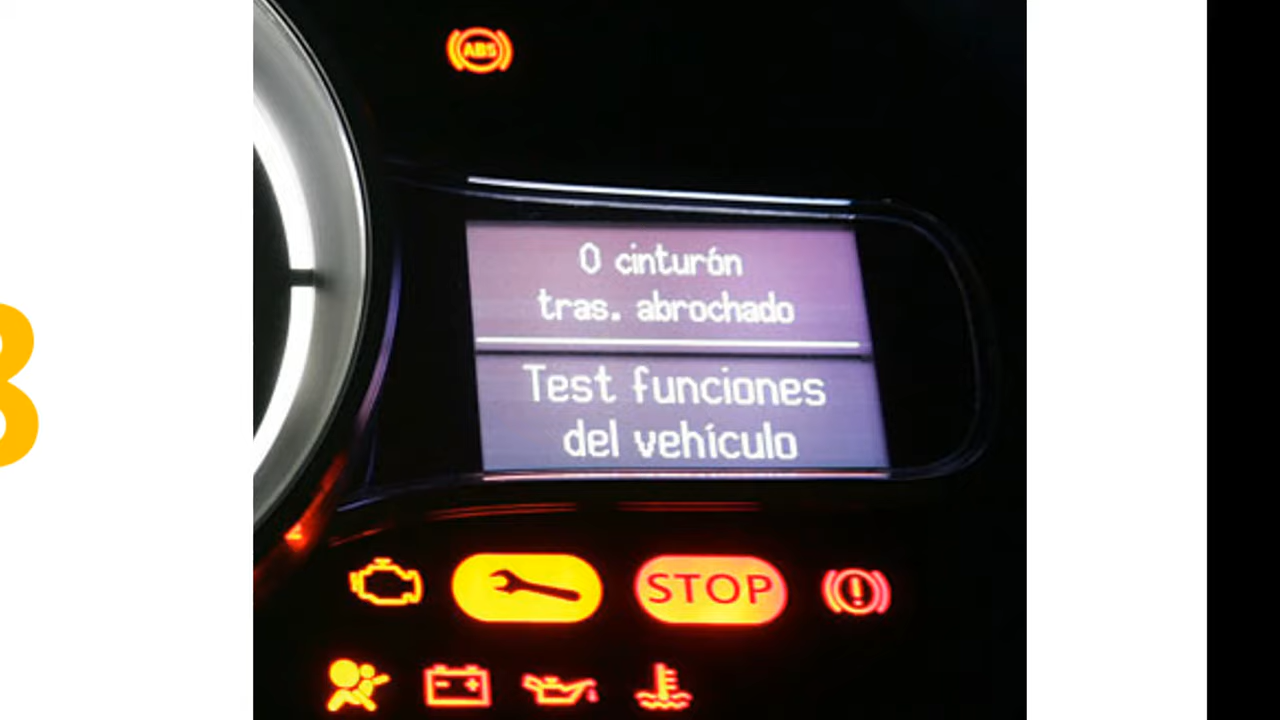 ABS
0 cinturón
tras. abrochado
Test funciones
del vehículo
STOP